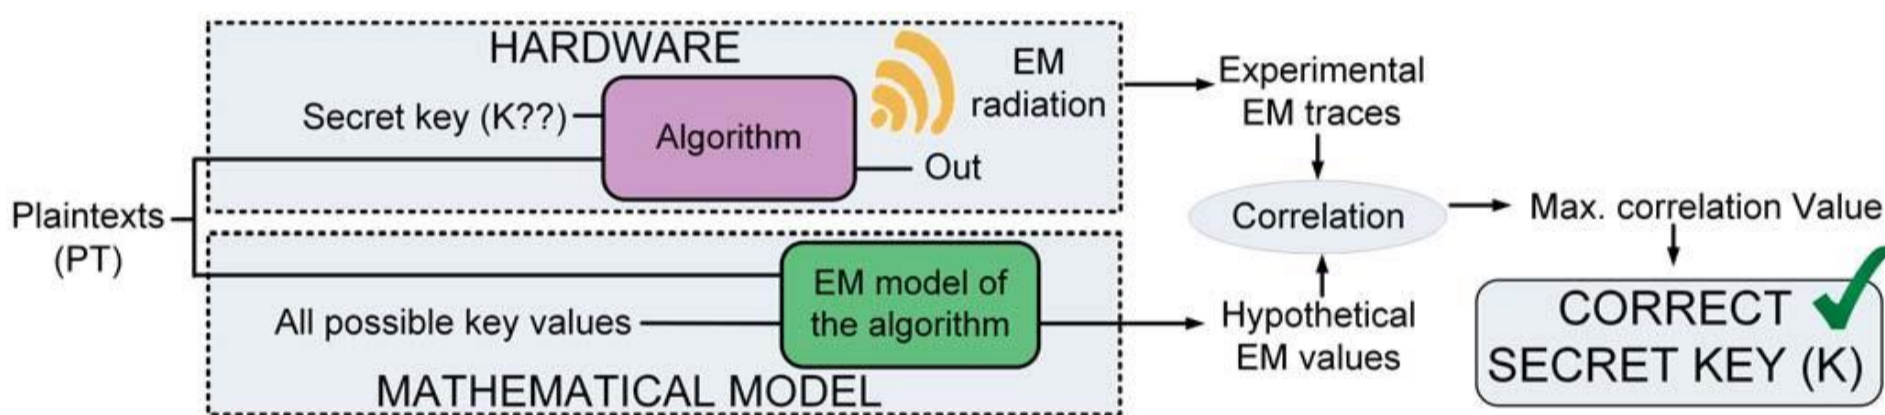 HARDWARE
Secret key (K??)
Algorithm
EM
radiation
Out
Plaintexts
(PT)
All possible key values
EM model of
the algorithm
MATHEMATICAL MODEL
Experimental
EM traces
Correlation
Hypothetical
EM values
Max. correlation Value
CORRECT
SECRET KEY (K)